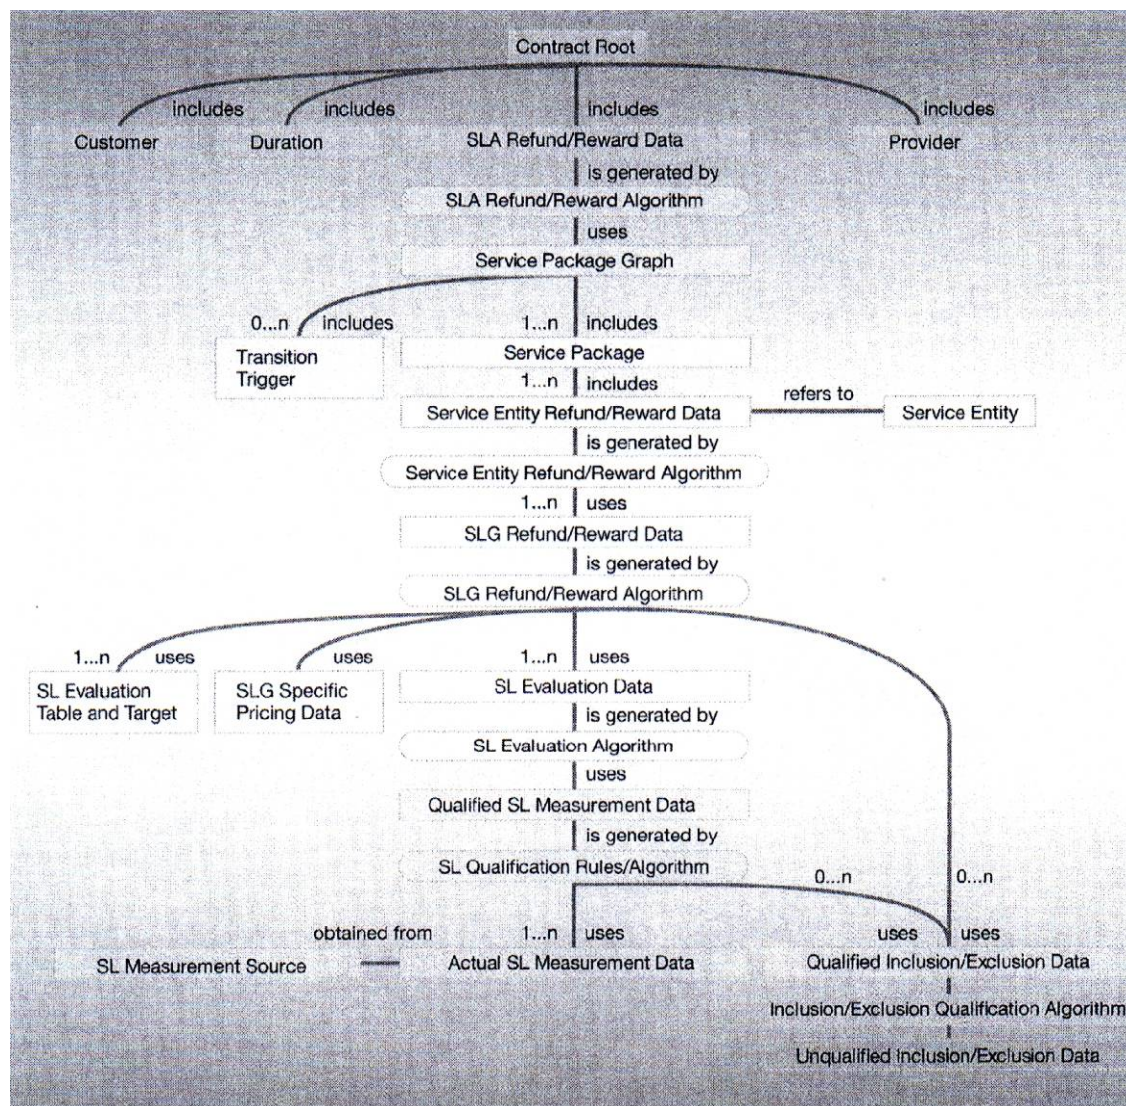 Contract Root
includes includes includes includes
Customer Duration SLA Refund/Reward Data Provider
is generated by
SLA Refund/Reward Algorithm
uses
Service Package Graph
0...n includes 1...n includes
Transition
Trigger
Service Package
1...n includes
Service Entity Refund/Reward Data refers to Service Entity
is generated by
Service Entity Refund/Reward Algorithm
1...n uses
SLG Refund/Reward Data
is generated by
SLG Refund/Reward Algorithm
1...n uses uses 1...n uses
SL Evaluation
Table and Target
SLG Specific
Pricing Data
SL Evaluation Data
is generated by
SL Evaluation Algorithm
uses
Qualified SL Measurement Data
is generated by
SL Qualification Rules/Algorithm
0...n 0...n
obtained from 1...n uses uses uses
SL Measurement Source Actual SL Measurement Data Qualified Inclusion/Exclusion Data
Inclusion/Exclusion Qualification Algorithm
Unqualified Inclusion/Exclusion Data